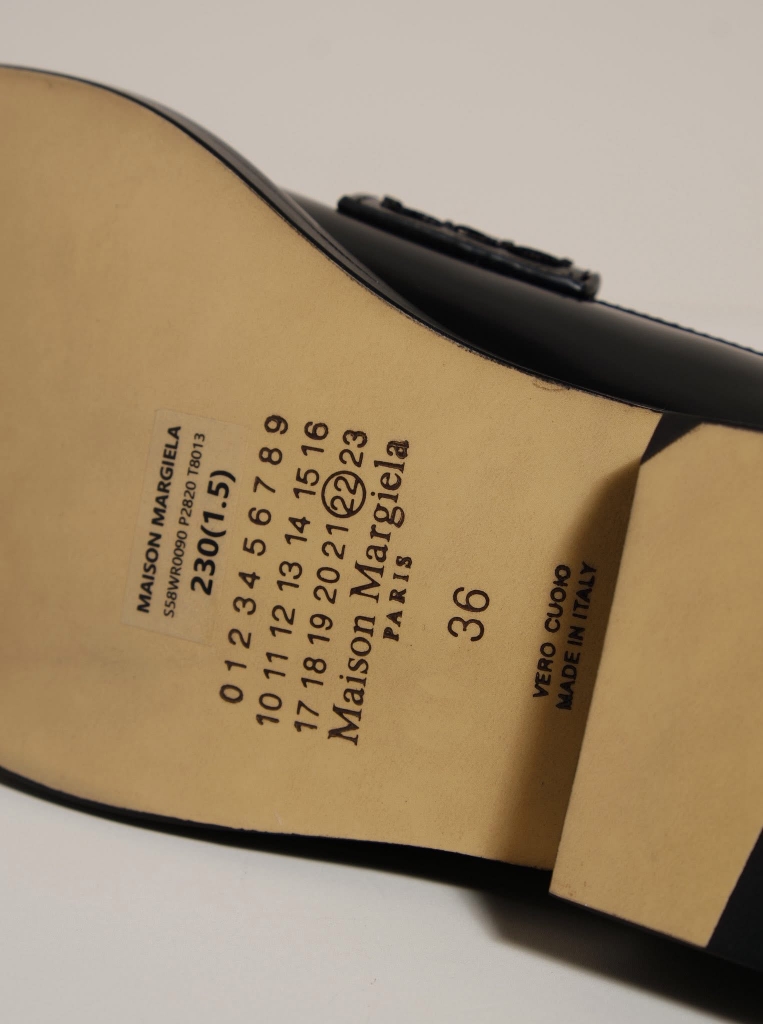 MAISON MARGIELA
S58WR0090 P2820 T8013
230(1.5)
0 1 2 3 4 5 6 7 8 9
10 11 12 13 14 15 16
17 18 19 20 21 22 23
Maison Margiela
PARIS
36
VERO CUOIO
MADE IN ITALY